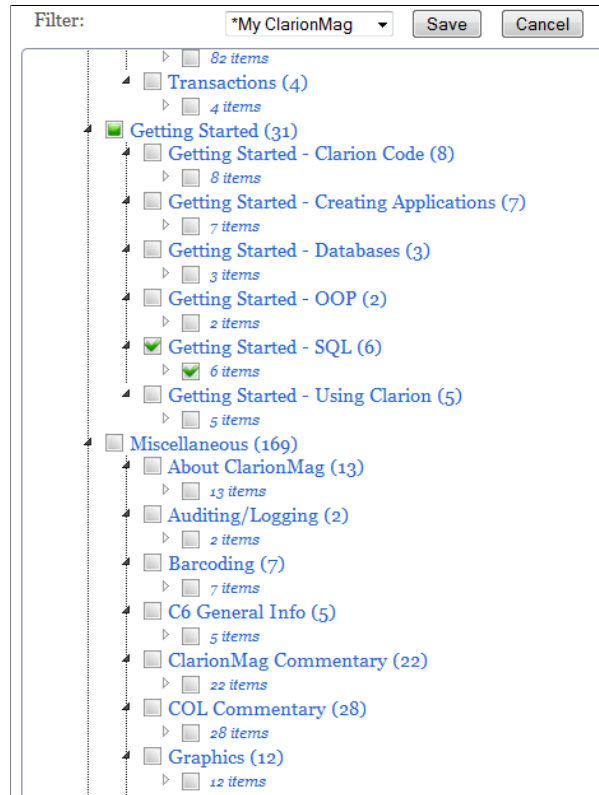 Filter: *My ClarionMag Save Cancel
82 items
Transactions (4)
4 items
Getting Started (31)
Getting Started - Clarion Code (8)
8 items
Getting Started - Creating Applications (7)
7 items
Getting Started - Databases (3)
3 items
Getting Started - OOP (2)
2 items
Getting Started - SQL (6)
6 items
Getting Started - Using Clarion (5)
5 items
Miscellaneous (169)
About ClarionMag (13)
13 items
Auditing/Logging (2)
2 items
Barcoding (7)
7 items
C6 General Info (5)
5 items
ClarionMag Commentary (22)
22 items
COL Commentary (28)
28 items
Graphics (12)
12 items